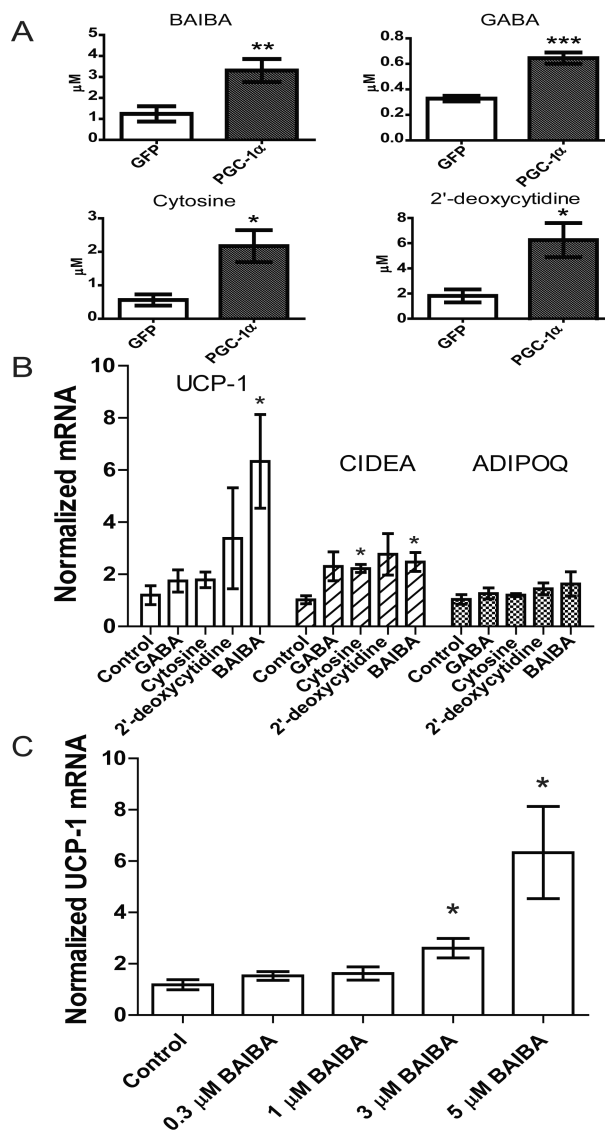 A
BAIBA
GABA
μM
5
4
3
2
1
0
**
GFP
PGC-1α
μM
0.8
0.6
0.4
0.2
0.0
***
GFP
PGC-1α
Cytosine
2'-deoxycytidine
μM
3
2
1
0
*
GFP
PGC-1α
μM
8
6
4
2
0
*
GFP
PGC-1α
B
Normalized mRNA
10
8
6
4
2
0
UCP-1
*
CIDEA
*
*
ADIPOQ
Control
GABA
Cytosine
2'-deoxycytidine
BAIBA
Control
GABA
Cytosine
2'-deoxycytidine
BAIBA
Control
GABA
Cytosine
2'-deoxycytidine
BAIBA
C
Normalized UCP-1 mRNA
10
8
6
4
2
0
*
*
Control
0.3 μM BAIBA
1 μM BAIBA
3 μM BAIBA
5 μM BAIBA